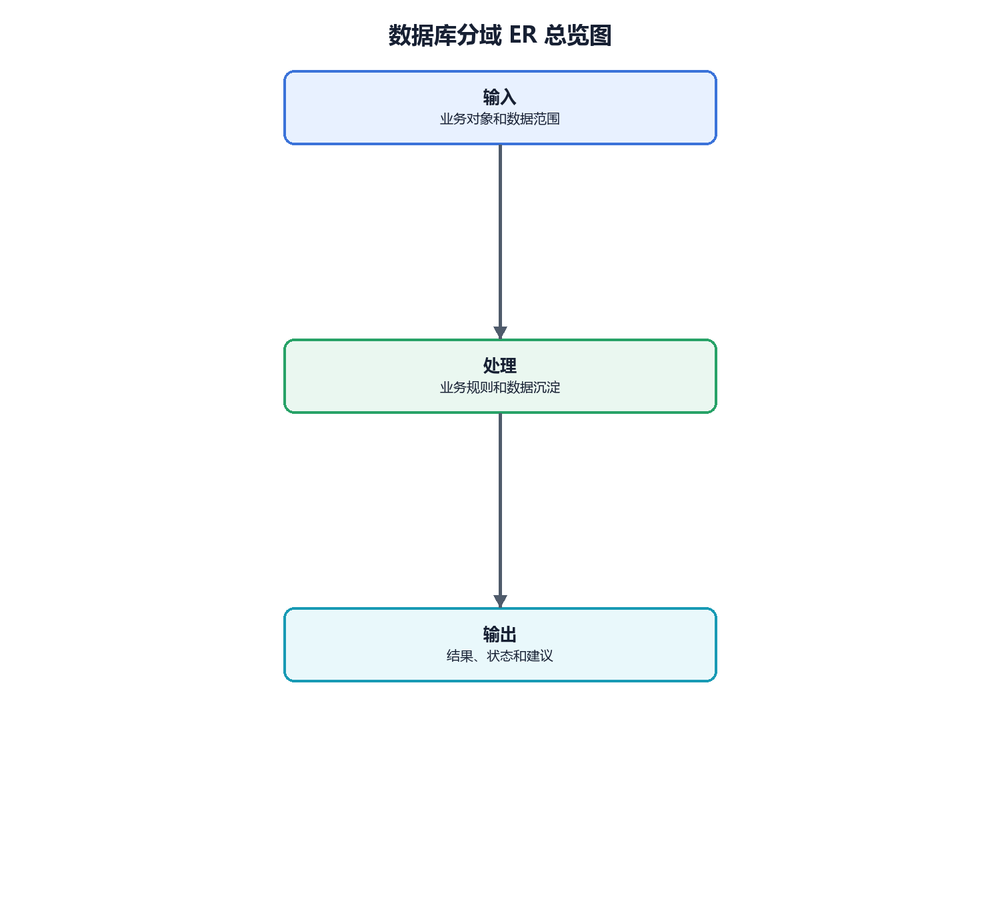 数据库分域 ER 总览图
输入
业务对象和数据范围
处理
业务规则和数据沉淀
输出
结果、状态和建议